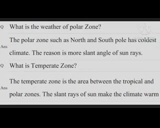 What is the weather of polar Zone?
The polar zone such as North and South pole has coldest
climate. The reason is more slant angle of sun rays.
What is Temperate Zone?
The temperate zone is the area between the tropical and
polar zones. The slant rays of sun make the climate warm